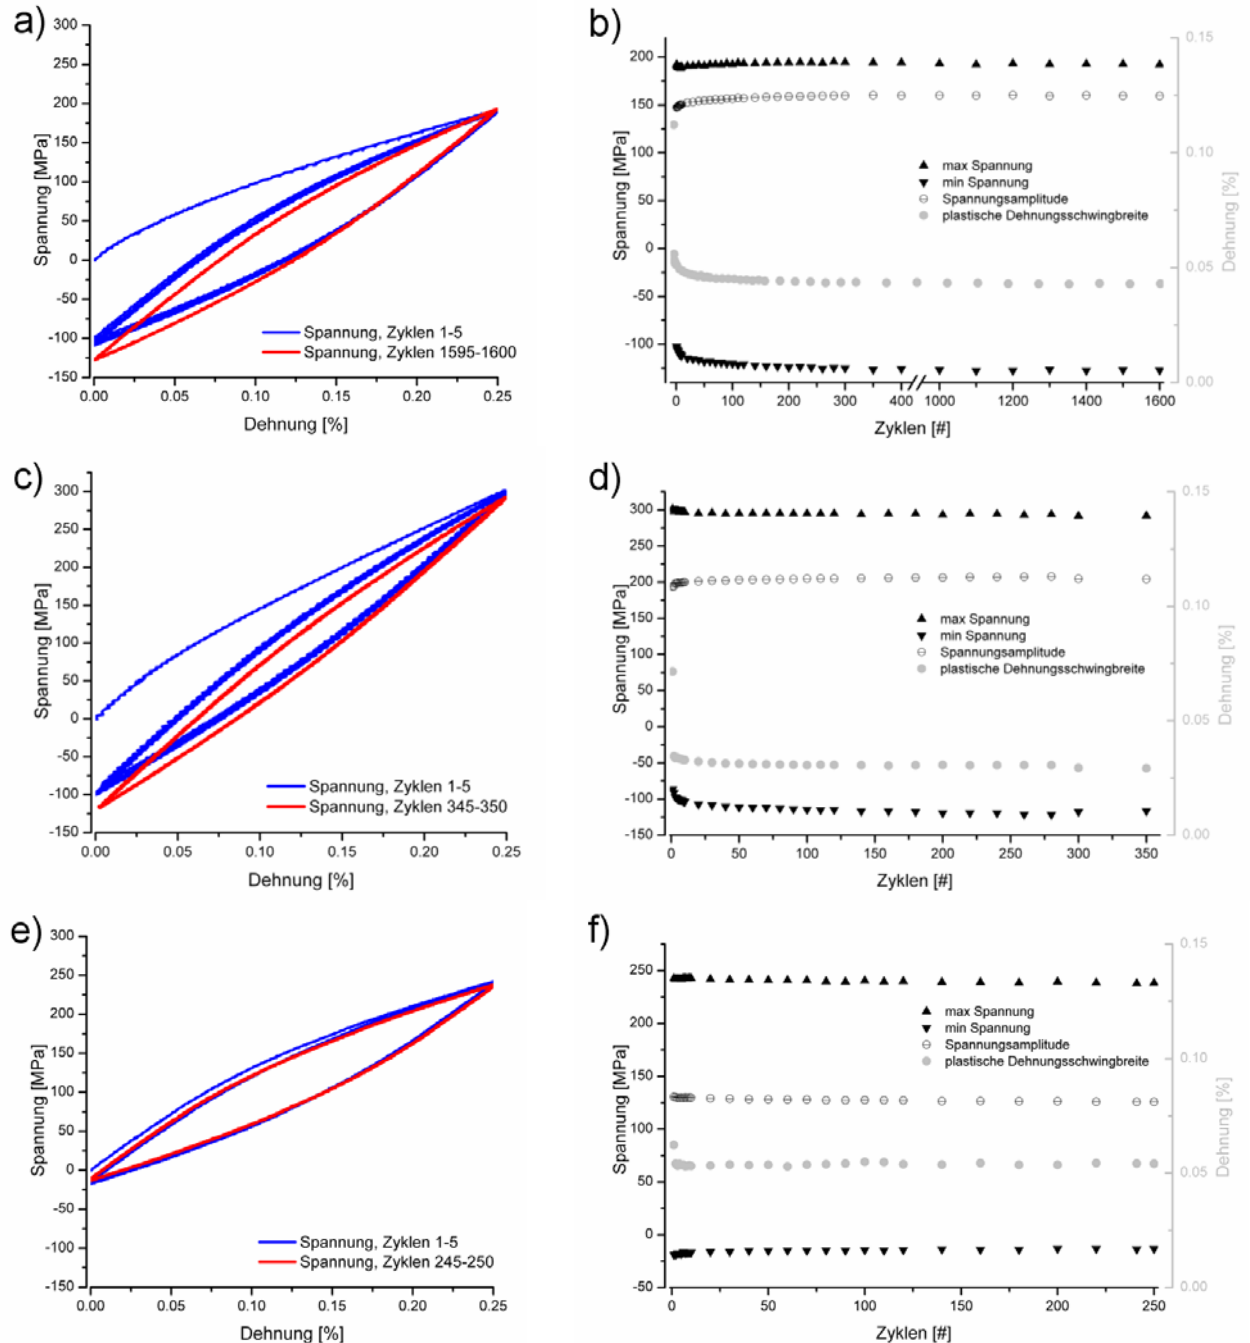 a)
300
250
200
150
100
50
0
-50
-100
-150
Spannung [MPa]
Spannung, Zyklen 1-5
Spannung, Zyklen 1595-1600
0.00 0.05 0.10 0.15 0.20 0.25
Dehnung [%]
b)
200
150
100
50
0
-50
-100
Spannung [MPa]
max Spannung
min Spannung
Spannungsamplitude
plastische Dehnungsschwingbreite
0.15
0.10
0.05
0.00
Dehnung [%]
0 100 200 300 400 1000 1200 1400 1600
Zyklen [#]
c)
300
250
200
150
100
50
0
-50
-100
-150
Spannung [MPa]
Spannung, Zyklen 1-5
Spannung, Zyklen 345-350
0.00 0.05 0.10 0.15 0.20 0.25
Dehnung [%]
d)
300
250
200
150
100
50
0
-50
-100
-150
Spannung [MPa]
max Spannung
min Spannung
Spannungsamplitude
plastische Dehnungsschwingbreite
0.15
0.10
0.05
0.00
Dehnung [%]
0 50 100 150 200 250 300 350
Zyklen [#]
e)
300
250
200
150
100
50
0
-50
-100
-150
Spannung [MPa]
Spannung, Zyklen 1-5
Spannung, Zyklen 245-250
0.00 0.05 0.10 0.15 0.20 0.25
Dehnung [%]
f)
250
200
150
100
50
0
-50
Spannung [MPa]
max Spannung
min Spannung
Spannungsamplitude
plastische Dehnungsschwingbreite
0.15
0.10
0.05
0.00
Dehnung [%]
0 50 100 150 200 250
Zyklen [#]